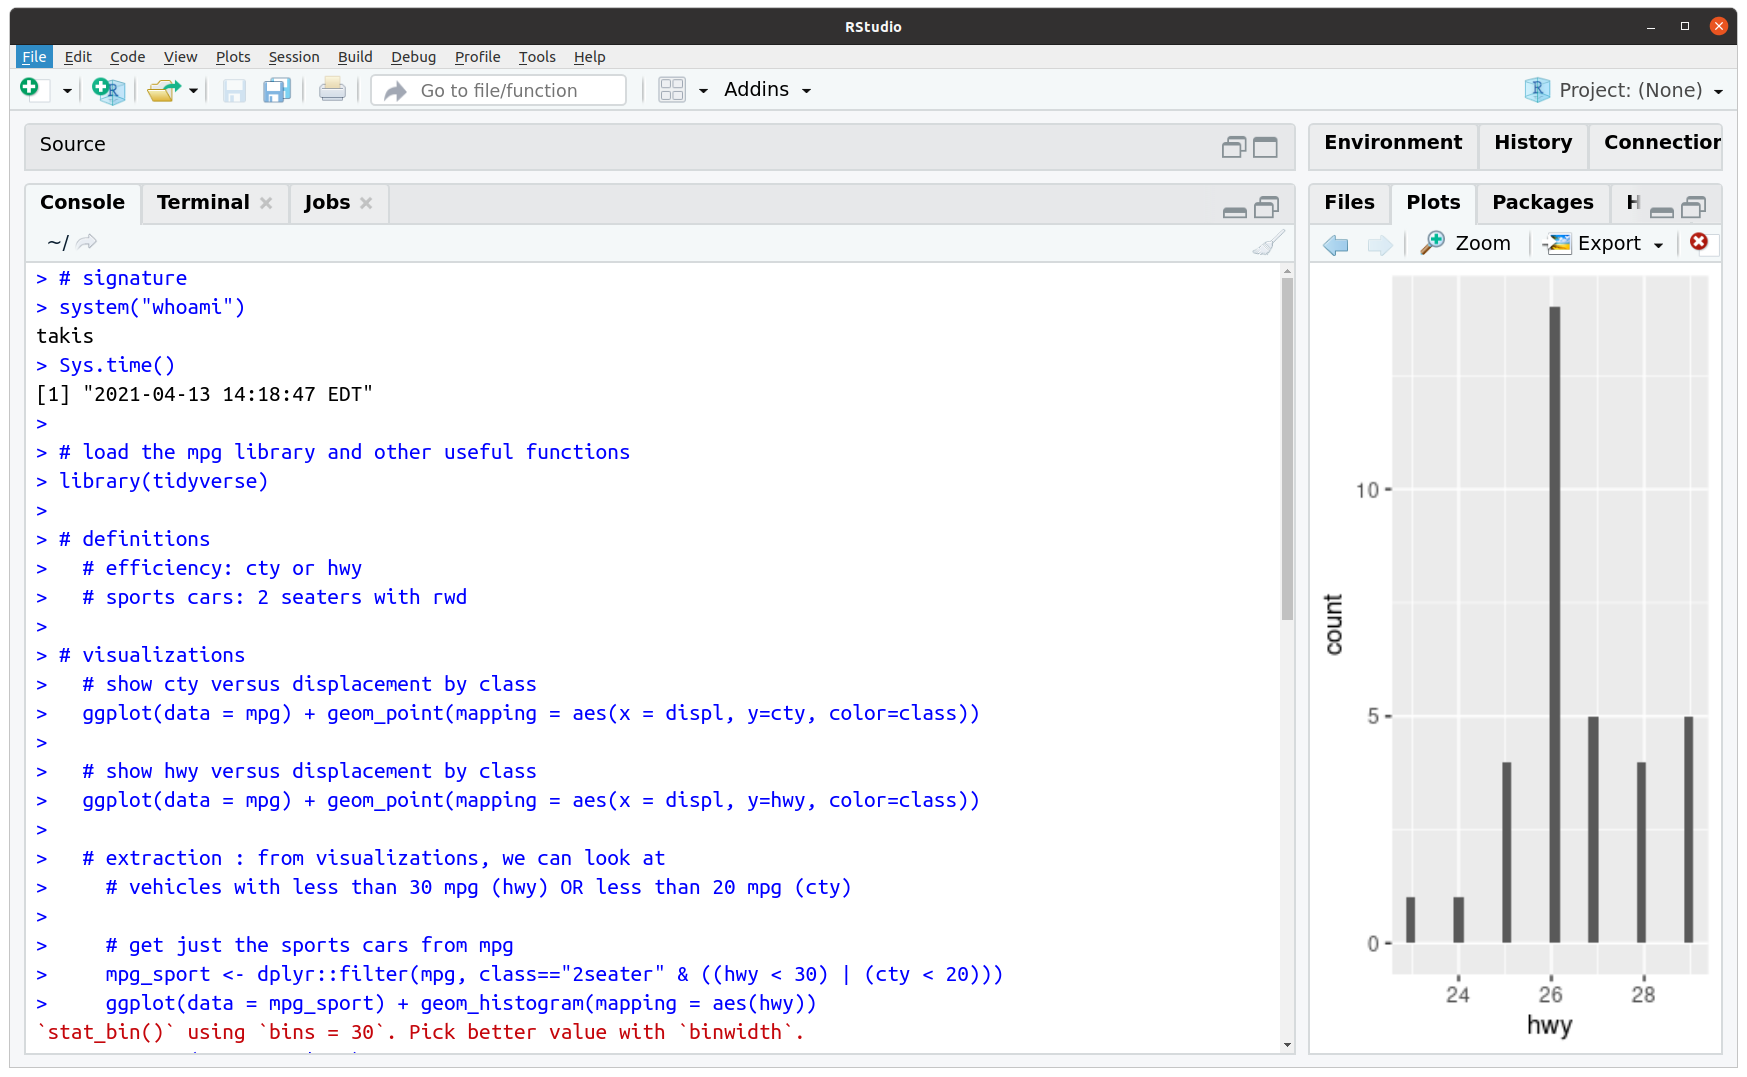 RStudio
File Edit Code View Plots Session Build Debug Profile Tools Help
Go to file/function Addins Project: (None)
Source
Environment History Connection
Console Terminal Jobs
Files Plots Packages H
~/
Zoom Export
> # signature
> system("whoami")
takis
> Sys.time()
[1] "2021-04-13 14:18:47 EDT"
>
> # load the mpg library and other useful functions
> library(tidyverse)
>
> # definitions
>   # efficiency: cty or hwy
>   # sports cars: 2 seaters with rwd
>
> # visualizations
>   # show cty versus displacement by class
>   ggplot(data = mpg) + geom_point(mapping = aes(x = displ, y=cty, color=class))
>
>   # show hwy versus displacement by class
>   ggplot(data = mpg) + geom_point(mapping = aes(x = displ, y=hwy, color=class))
>
>   # extraction : from visualizations, we can look at
>     # vehicles with less than 30 mpg (hwy) OR less than 20 mpg (cty)
>
>     # get just the sports cars from mpg
>     mpg_sport <- dplyr::filter(mpg, class=="2seater" & ((hwy < 30) | (cty < 20)))
>     ggplot(data = mpg_sport) + geom_histogram(mapping = aes(hwy))
`stat_bin()` using `bins = 30`. Pick better value with `binwidth`.
10
5
0
count
24 26 28
hwy